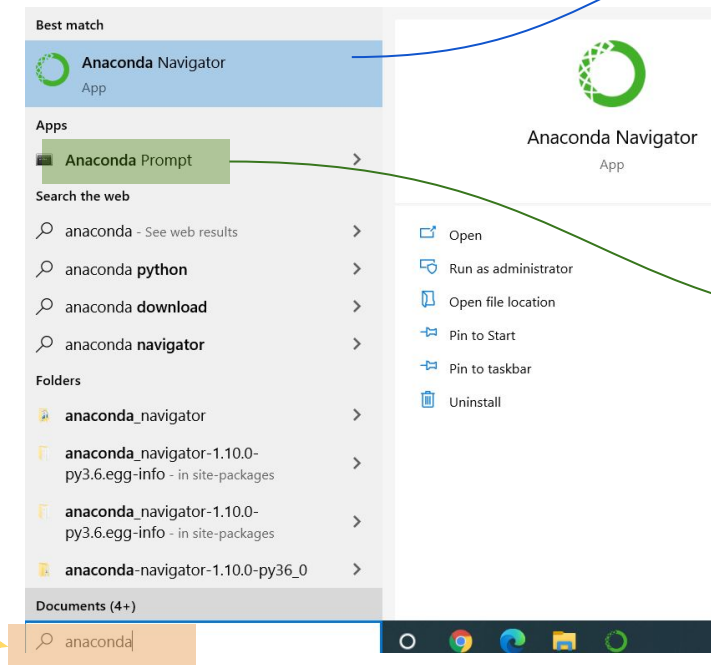 Best match
Anaconda Navigator
App
Apps
Anaconda Prompt
Search the web
anaconda - See web results
anaconda python
anaconda download
anaconda navigator
Folders
anaconda_navigator
anaconda_navigator-1.10.0-
py3.6.egg-info - in site-packages
anaconda_navigator-1.10.0-
py3.6.egg-info - in site-packages
anaconda-navigator-1.10.0-py36_0
Documents (4+)
anaconda
Anaconda Navigator
App
Open
Run as administrator
Open file location
Pin to Start
Pin to taskbar
Uninstall